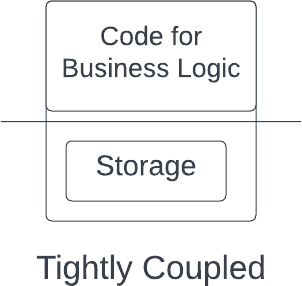 Code for
Business Logic
Storage
Tightly Coupled